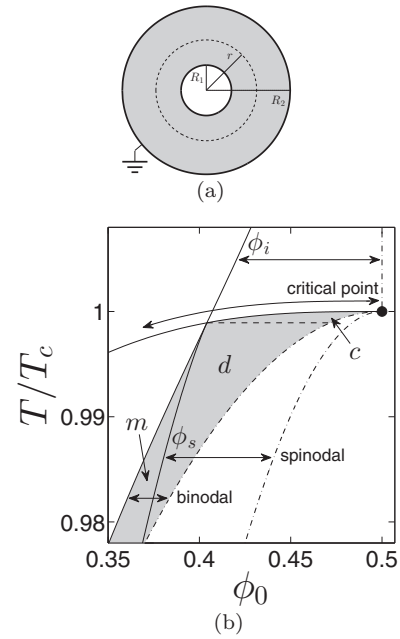 R₁
r
R₂
(a)
ϕᵢ
critical point
1
c
d
T/T_c
0.99
m
ϕₛ
spinodal
binodal
0.98
0.35 0.4 0.45 0.5
ϕ₀
(b)